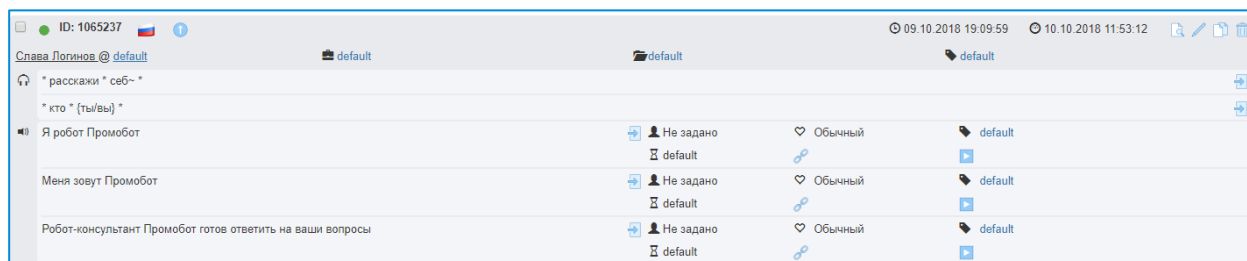 ID: 1065237 09.10.2018 19:09:59 10.10.2018 11:53:12
Слава Логинов @ default default default default
* расскажи * себ~ *
* кто * {ты/вы} *
Я робот Промобот Не задано Обычный default
default
Меня зовут Промобот Не задано Обычный default
default
Робот-консультант Промобот готов ответить на ваши вопросы Не задано Обычный default
default